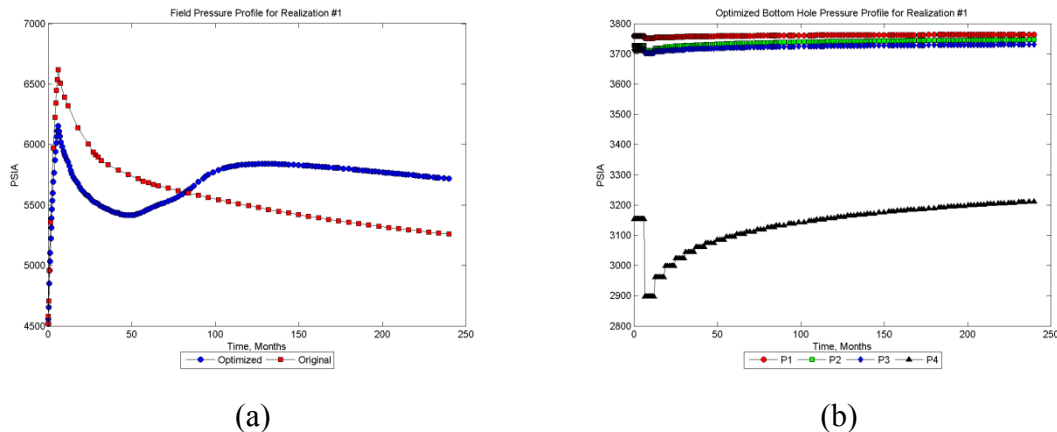 Field Pressure Profile for Realization #1
7000
6500
6000
5500
5000
4500
PSIA
0 50 100 150 200 250
Time, Months
Optimized Original
(a)
Optimized Bottom Hole Pressure Profile for Realization #1
3800
3700
3600
3500
3400
3300
3200
3100
3000
2900
2800
PSIA
0 50 100 150 200 250
Time, Months
P1 P2 P3 P4
(b)